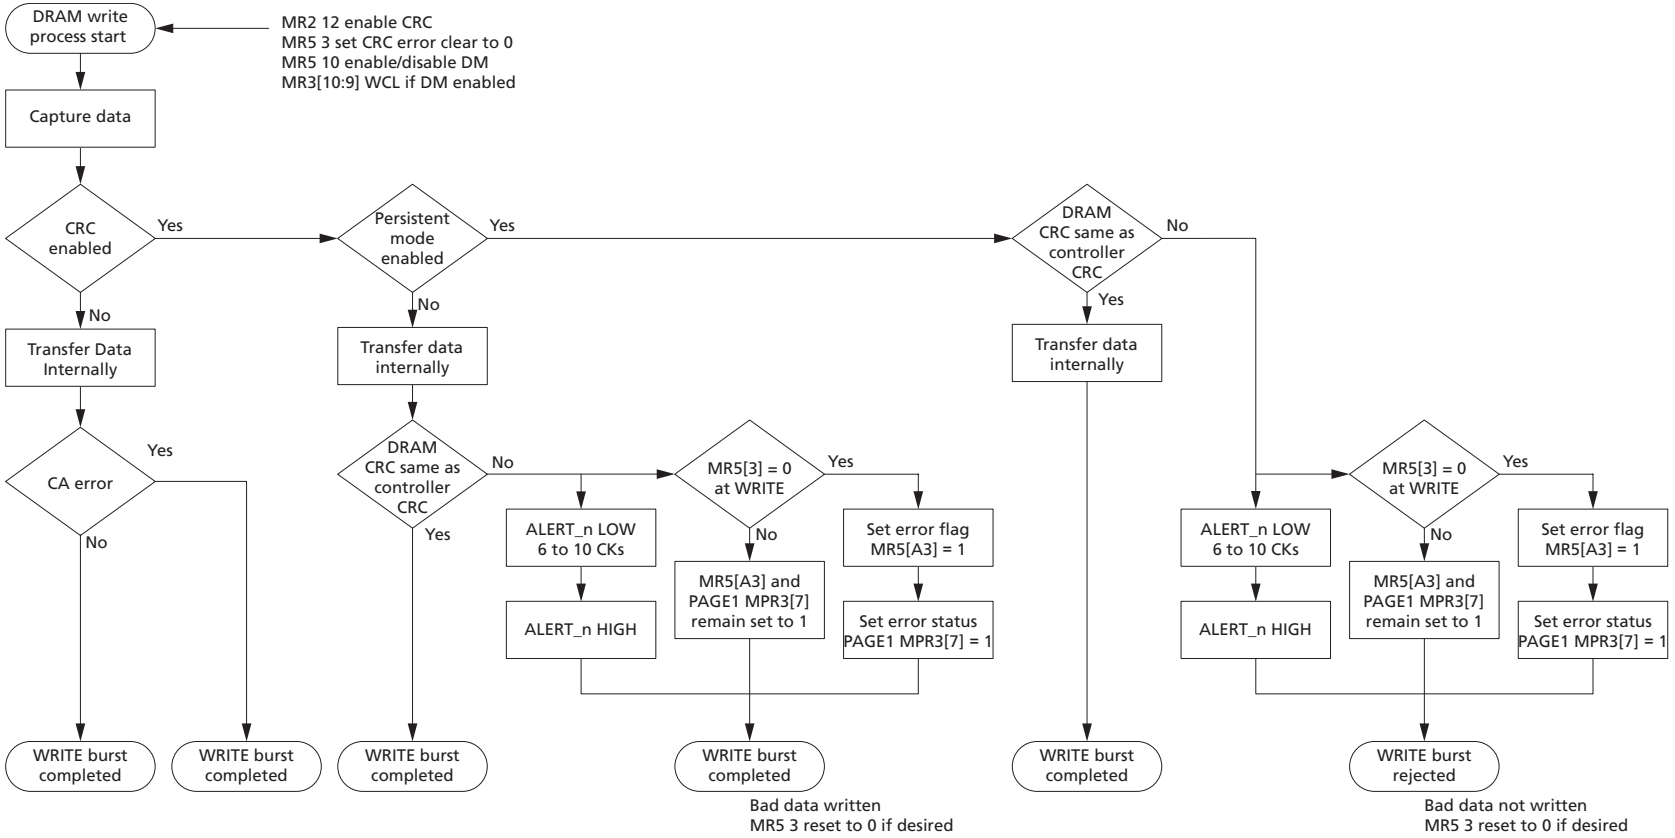 DRAM write
process start
MR2 12 enable CRC
MR5 3 set CRC error clear to 0
MR5 10 enable/disable DM
MR3[10:9] WCL if DM enabled
Capture data
CRC
enabled
Yes
No
Persistent
mode
enabled
Yes
No
DRAM
CRC same as
controller
CRC
No
Yes
Transfer Data
Internally
Transfer data
internally
Transfer data
internally
CA error
Yes
No
DRAM
CRC same as
controller
CRC
No
Yes
MR5[3] = 0
at WRITE
Yes
No
ALERT_n LOW
6 to 10 CKs
ALERT_n HIGH
MR5[A3] and
PAGE1 MPR3[7]
remain set to 1
Set error flag
MR5[A3] = 1
Set error status
PAGE1 MPR3[7] = 1
MR5[3] = 0
at WRITE
Yes
No
ALERT_n LOW
6 to 10 CKs
ALERT_n HIGH
MR5[A3] and
PAGE1 MPR3[7]
remain set to 1
Set error flag
MR5[A3] = 1
Set error status
PAGE1 MPR3[7] = 1
WRITE burst
completed
WRITE burst
completed
WRITE burst
completed
WRITE burst
completed
Bad data written
MR5 3 reset to 0 if desired
WRITE burst
completed
WRITE burst
rejected
Bad data not written
MR5 3 reset to 0 if desired